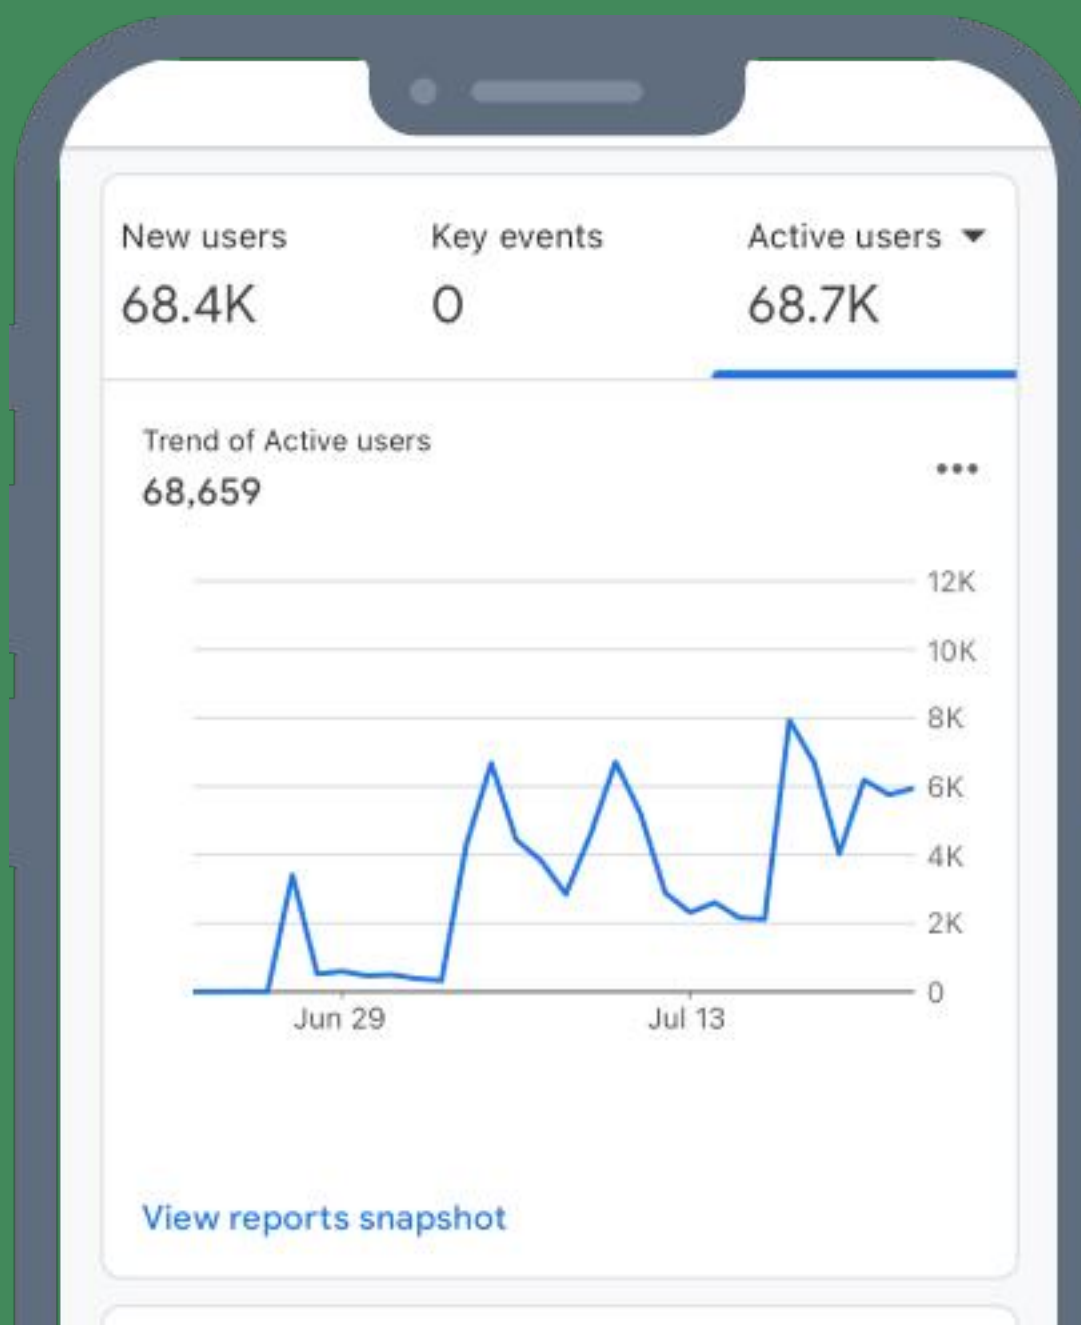 New users Key events Active users
68.4K 0 68.7K
Trend of Active users
68,659
12K
10K
8K
6K
4K
2K
0
Jun 29 Jul 13
View reports snapshot